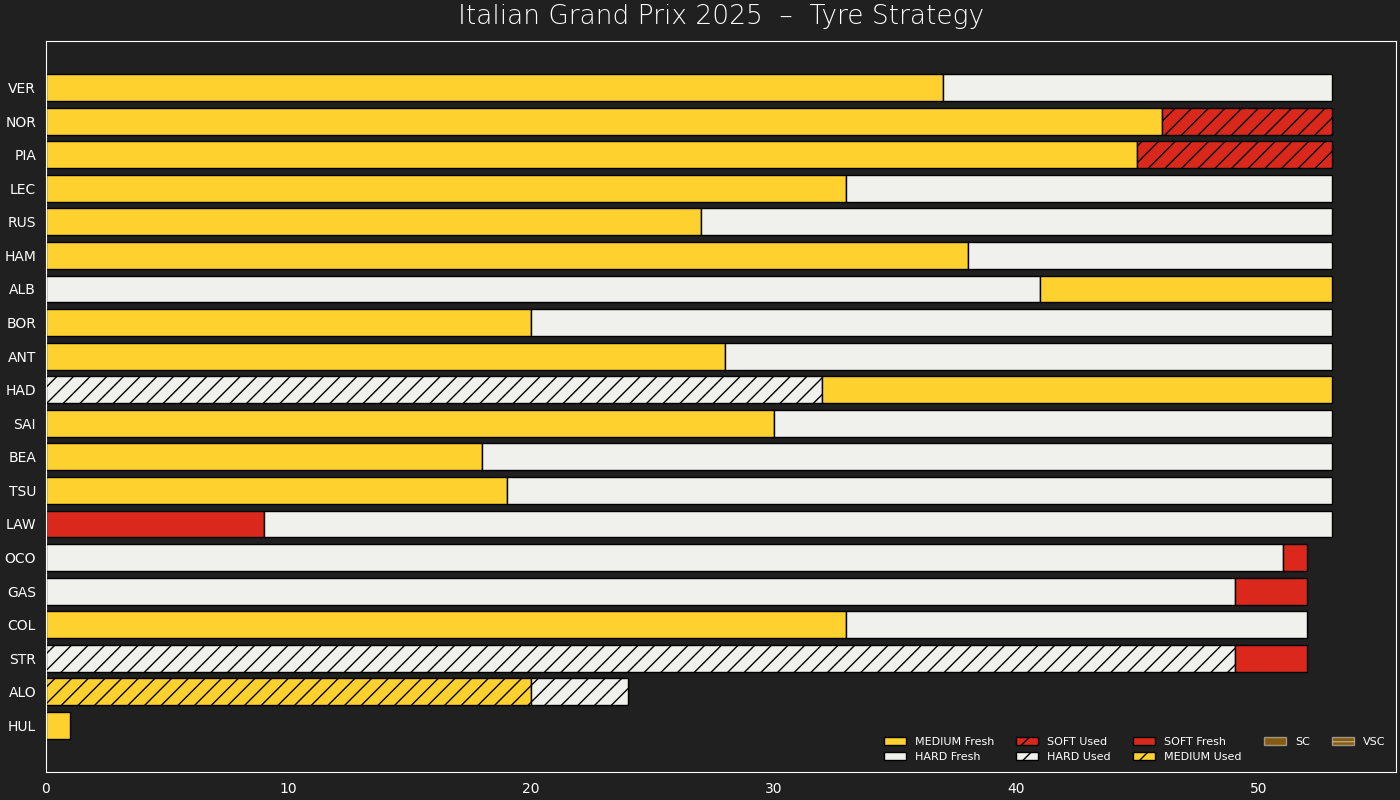 Italian Grand Prix 2025 – Tyre Strategy
VER
NOR
PIA
LEC
RUS
HAM
ALB
BOR
ANT
HAD
SAI
BEA
TSU
LAW
OCO
GAS
COL
STR
ALO
HUL
MEDIUM Fresh SOFT Used SOFT Fresh SC VSC
HARD Fresh HARD Used MEDIUM Used
0 10 20 30 40 50